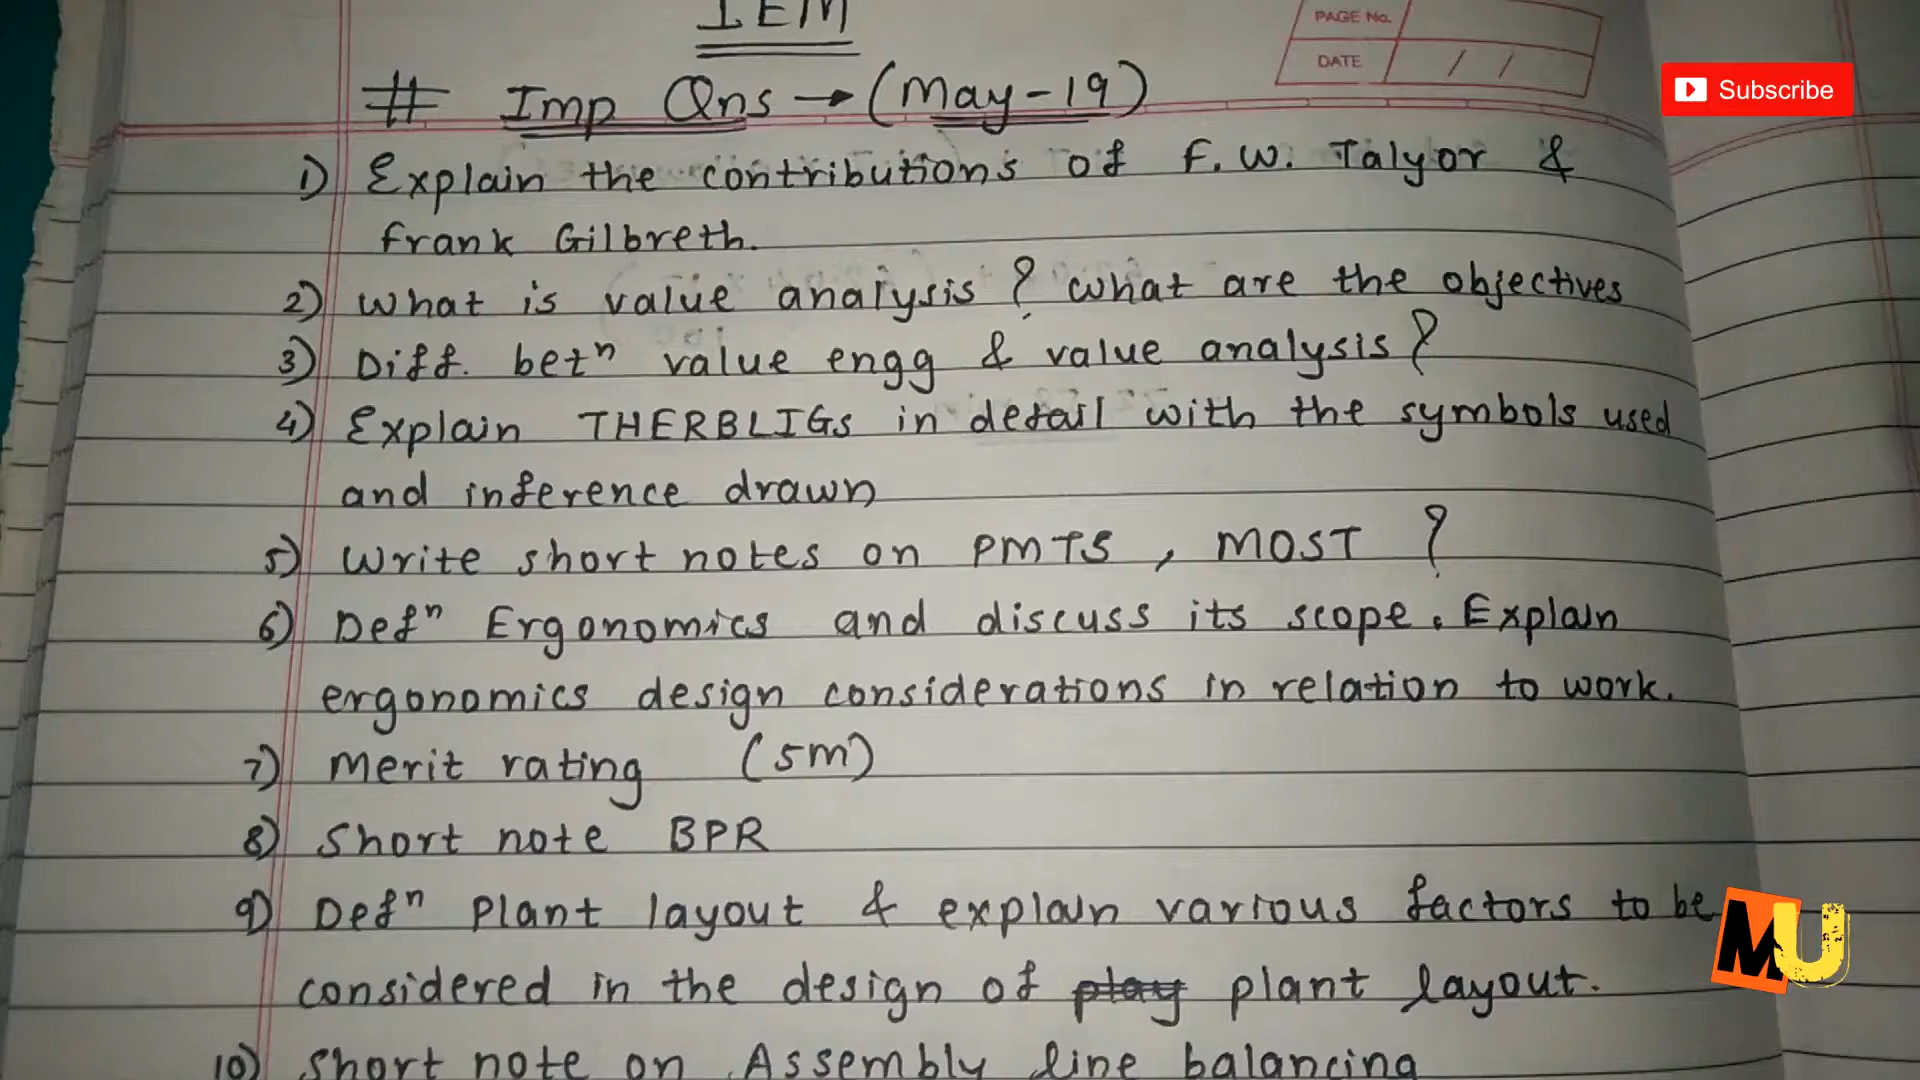 IEM
PAGE No.
DATE / /
# Imp Qns → (May-19)
Subscribe
1) Explain the contributions of F.W. Talyor &
Frank Gilbreth.
2) What is value analysis? What are the objectives
3) Diff. betⁿ value engg & value analysis?
4) Explain THERBLIGs in detail with the symbols used
and inference drawn
5) Write short notes on PMTS, MOST ?
6) Defⁿ Ergonomics and discuss its scope. Explain
ergonomics design considerations in relation to work.
7) Merit rating (5m)
8) Short note BPR
9) Defⁿ Plant layout & explain various factors to be
considered in the design of play plant layout.
MU
10) Short note on Assembly line balancing